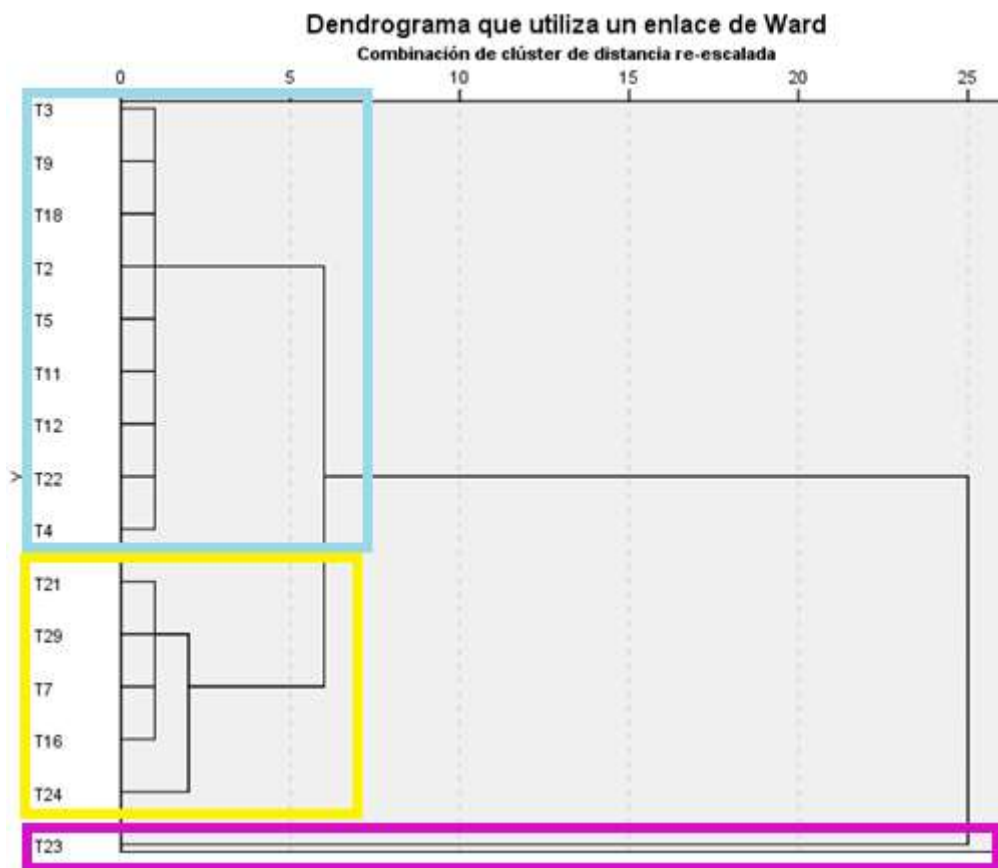 Dendrograma que utiliza un enlace de Ward
Combinación de clúster de distancia re-escalada
0 5 10 15 20 25
T3
T9
T18
T2
T5
T11
T12
T22
T4
T21
T29
T7
T16
T24
T23
Y